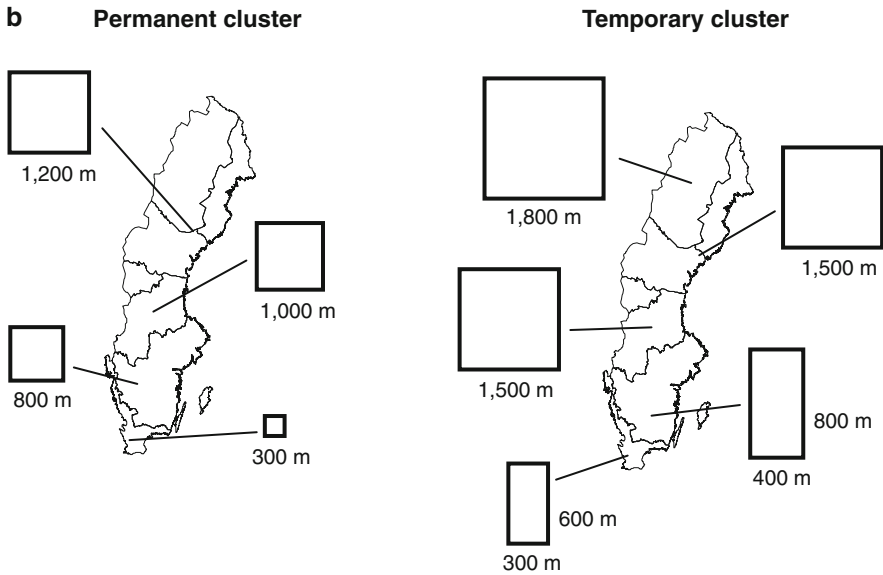 b Permanent cluster
1,200 m
1,000 m
800 m
300 m
Temporary cluster
1,800 m
1,500 m
1,500 m
800 m
400 m
600 m
300 m